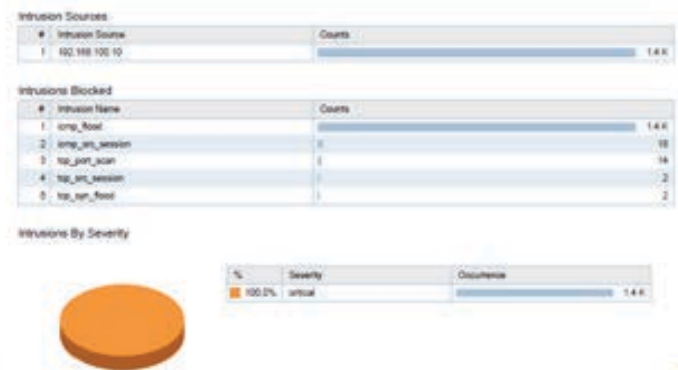 Intrusion Sources
# Intrusion Source Counts
1 192.168.100.10 1.4 K
Intrusions Blocked
# Intrusion Name Counts
1 icmp_flood 1.4 K
2 icmp_src_session 18
3 tcp_port_scan 14
4 tcp_src_session 2
5 tcp_syn_flood 2
Intrusions By Severity
% Severity Occurrence
100.0% critical 1.4 K